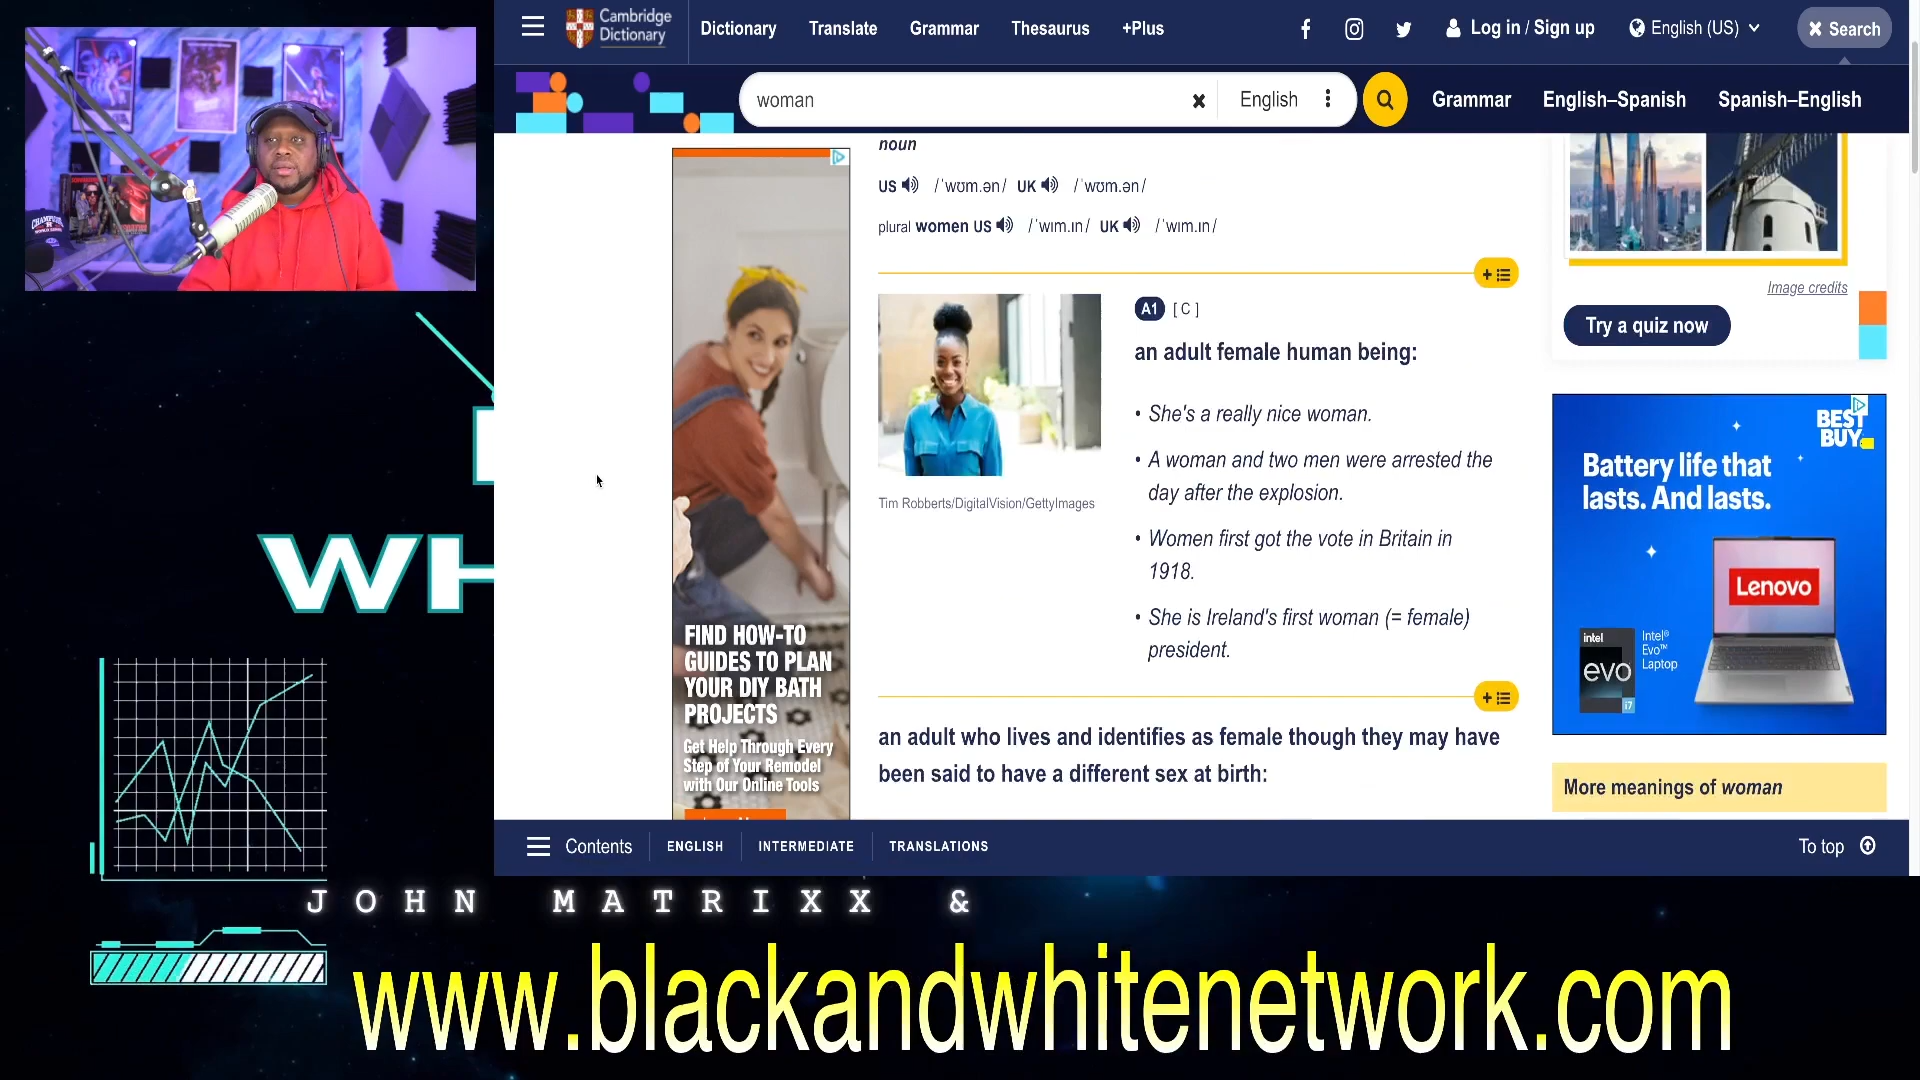 Cambridge Dictionary
Dictionary Translate Grammar Thesaurus +Plus
Log in / Sign up English (US) Search
woman English
Grammar English–Spanish Spanish–English
noun
US /ˈwʊm.ən/ UK /ˈwʊm.ən/
plural women US /ˈwɪm.ɪn/ UK /ˈwɪm.ɪn/
A1 [ C ]
an adult female human being:
• She's a really nice woman.
• A woman and two men were arrested the
day after the explosion.
• Women first got the vote in Britain in
1918.
• She is Ireland's first woman (= female)
president.
Tim Robberts/DigitalVision/GettyImages
an adult who lives and identifies as female though they may have
been said to have a different sex at birth:
FIND HOW-TO
GUIDES TO PLAN
YOUR DIY BATH
PROJECTS
Get Help Through Every
Step of Your Remodel
with Our Online Tools
Image credits
Try a quiz now
BEST
BUY
Battery life that
lasts. And lasts.
Lenovo
intel
evo
i7
Intel®
Evo™
Laptop
More meanings of woman
Contents ENGLISH INTERMEDIATE TRANSLATIONS To top
WH
JOHN MATRIXX &
www.blackandwhitenetwork.com